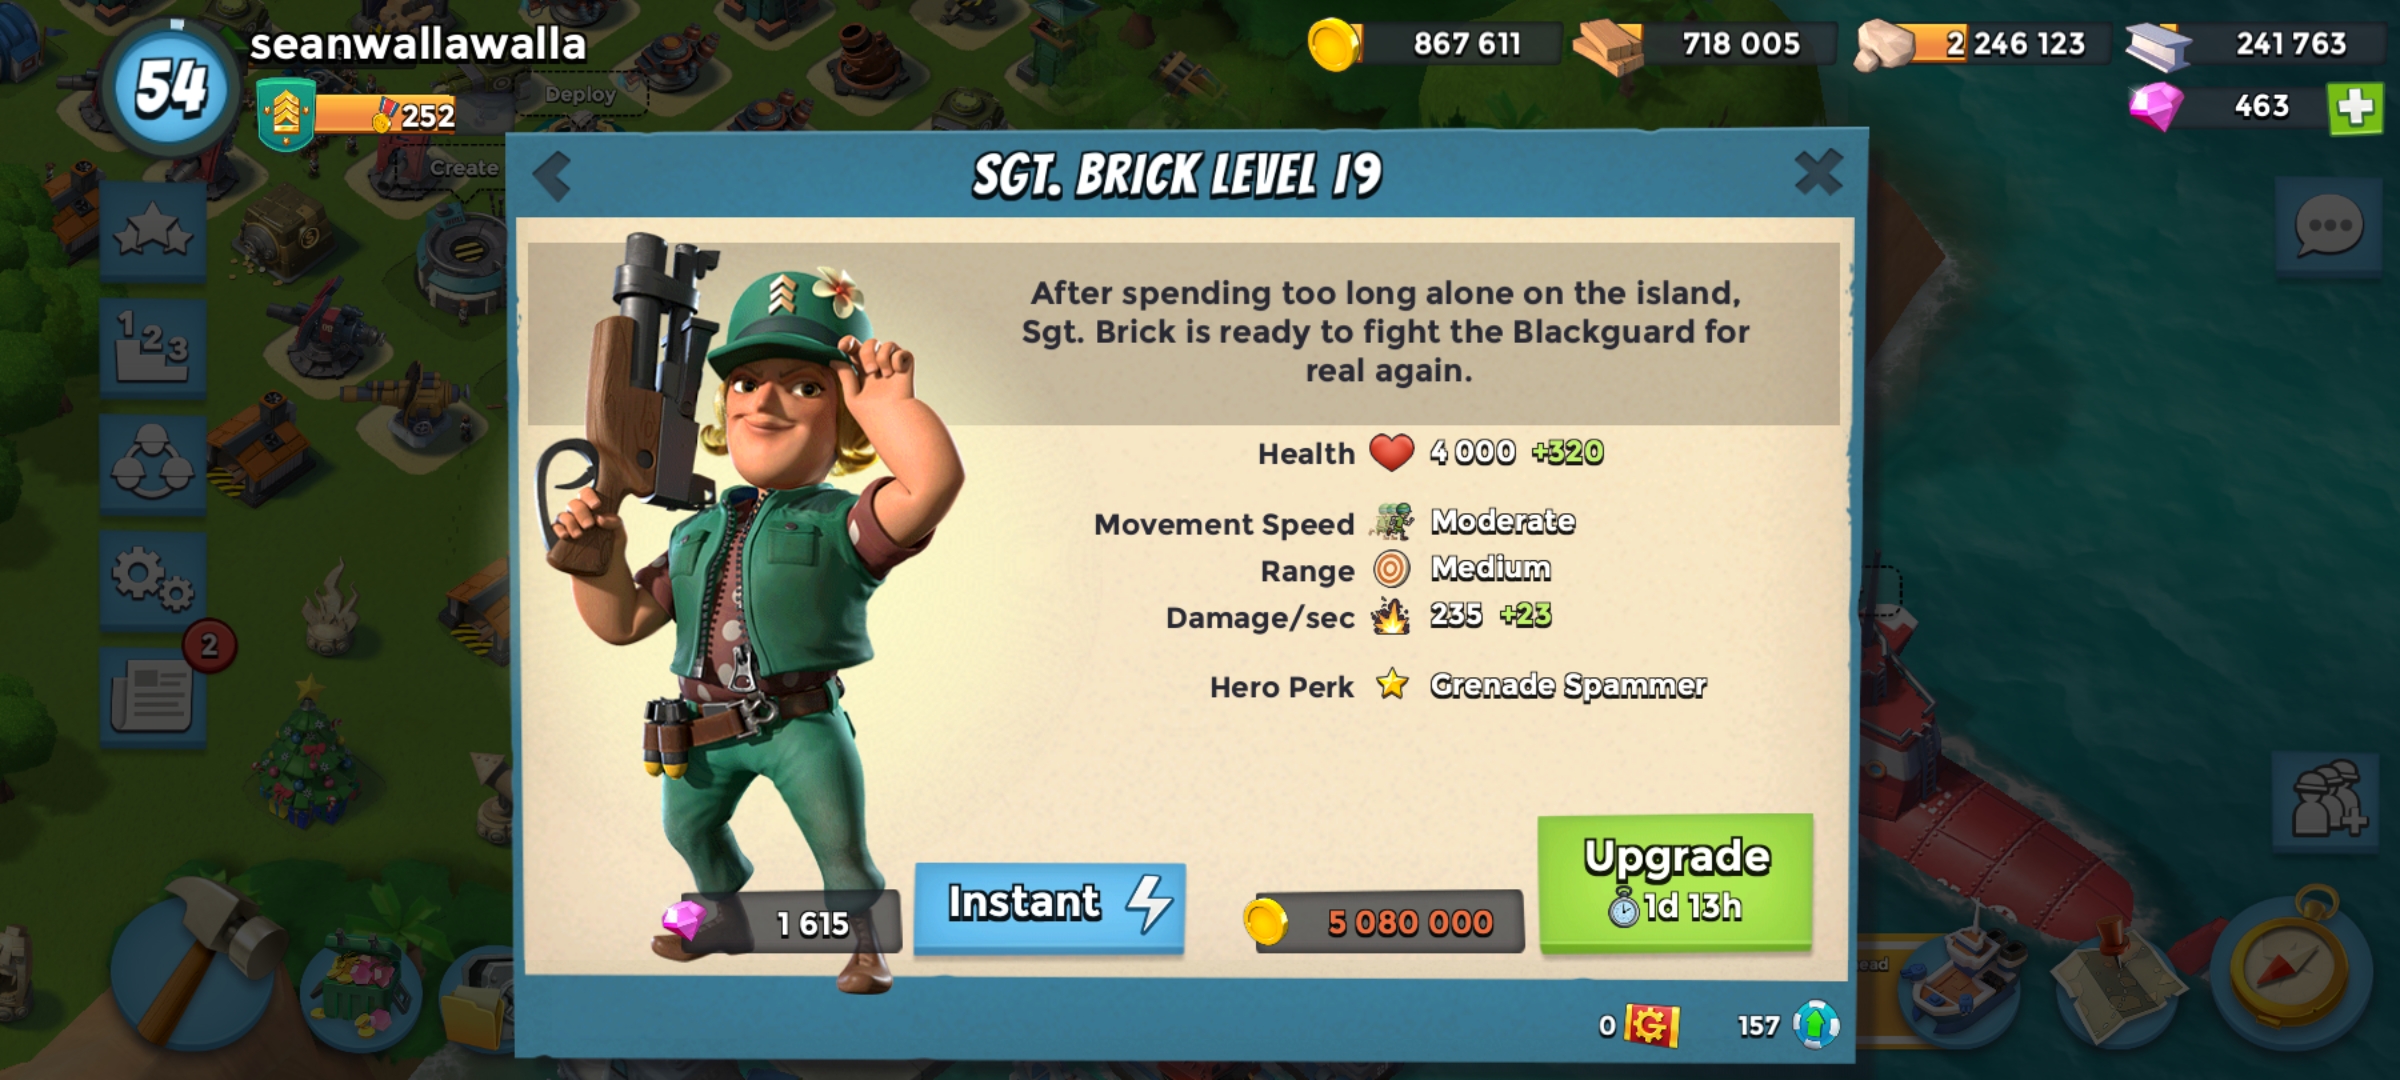 54
seanwallawalla
252
867 611
718 005
2 246 123
241 763
463
Deploy
Create
1 2 3
2
SGT. BRICK LEVEL 19
After spending too long alone on the island,
Sgt. Brick is ready to fight the Blackguard for
real again.
Health 4 000 +320
Movement Speed Moderate
Range Medium
Damage/sec 235 +23
Hero Perk Grenade Spammer
1 615
Instant
5 080 000
Upgrade
1d 13h
0 G
157